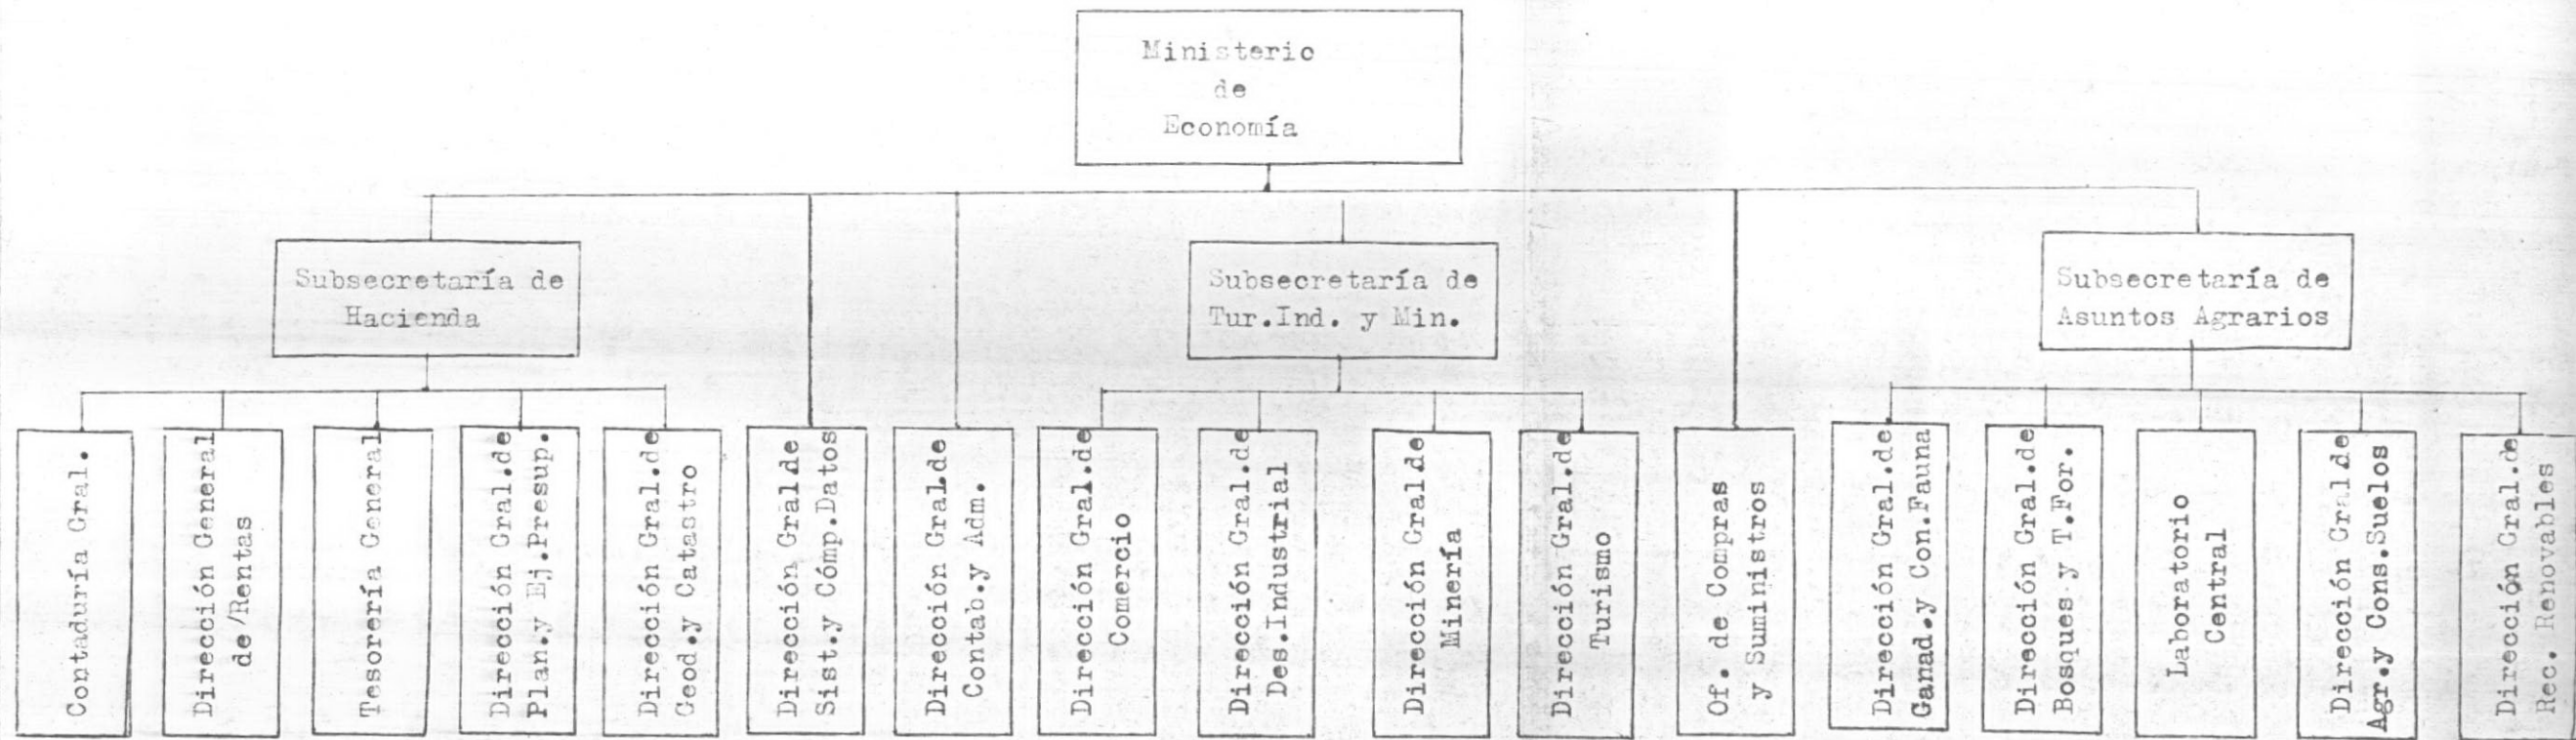 Ministerio
de
Economía
Subsecretaría de
Hacienda
Subsecretaría de
Tur.Ind. y Min.
Subsecretaría de
Asuntos Agrarios
Contaduría Gral.
Dirección General
de/Rentas
Tesorería General
Dirección Gral.de
Plan.y Ej.Presup.
Dirección Gral.de
Geod.y Catastro
Dirección Gral.de
Sist.y Cómp.Datos
Dirección Gral.de
Contab.y Adm.
Dirección Gral.de
Comercio
Dirección Gral.de
Des.Industrial
Dirección Gral.de
Minería
Dirección Gral.de
Turismo
Of. de Compras
y Suministros
Dirección Gral.de
Ganad.y Con.Fauna
Dirección Gral.de
Bosques y T.For.
Laboratorio
Central
Dirección Gral.de
Agr.y Cons.Suelos
Dirección Gral.de
Rec. Renovables